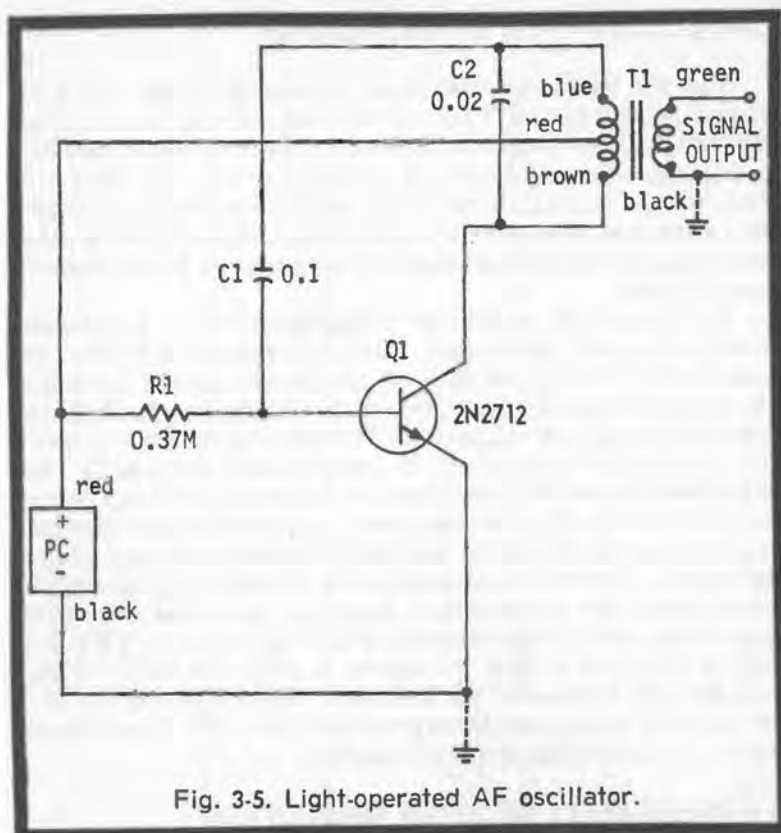 C2
0.02
blue
T1
green
red
SIGNAL
OUTPUT
brown
black
C1
0.1
Q1
R1
0.37M
2N2712
red
+
PC
-
black
Fig. 3-5. Light-operated AF oscillator.